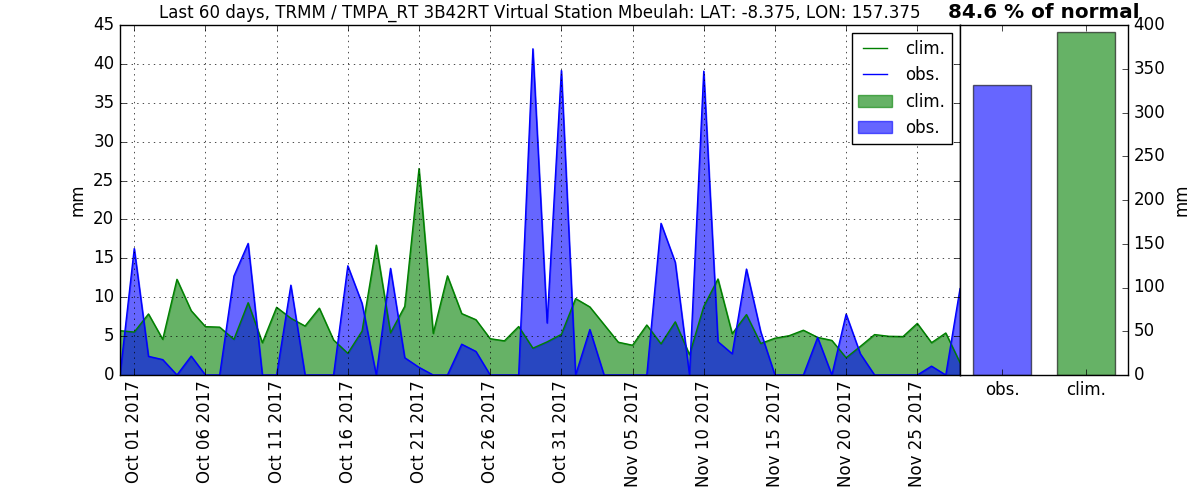 Last 60 days, TRMM / TMPA_RT 3B42RT Virtual Station Mbeulah: LAT: -8.375, LON: 157.375
84.6 % of normal
45
40
35
30
25
20
15
10
5
0
mm
clim.
obs.
clim.
obs.
Oct 01 2017
Oct 06 2017
Oct 11 2017
Oct 16 2017
Oct 21 2017
Oct 26 2017
Oct 31 2017
Nov 05 2017
Nov 10 2017
Nov 15 2017
Nov 20 2017
Nov 25 2017
400
350
300
250
200
150
100
50
0
mm
obs.
clim.